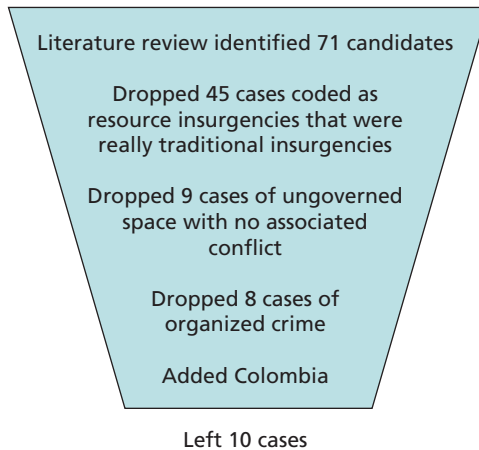 Literature review identified 71 candidates
Dropped 45 cases coded as
resource insurgencies that were
really traditional insurgencies
Dropped 9 cases of ungoverned
space with no associated
conflict
Dropped 8 cases of
organized crime
Added Colombia
Left 10 cases